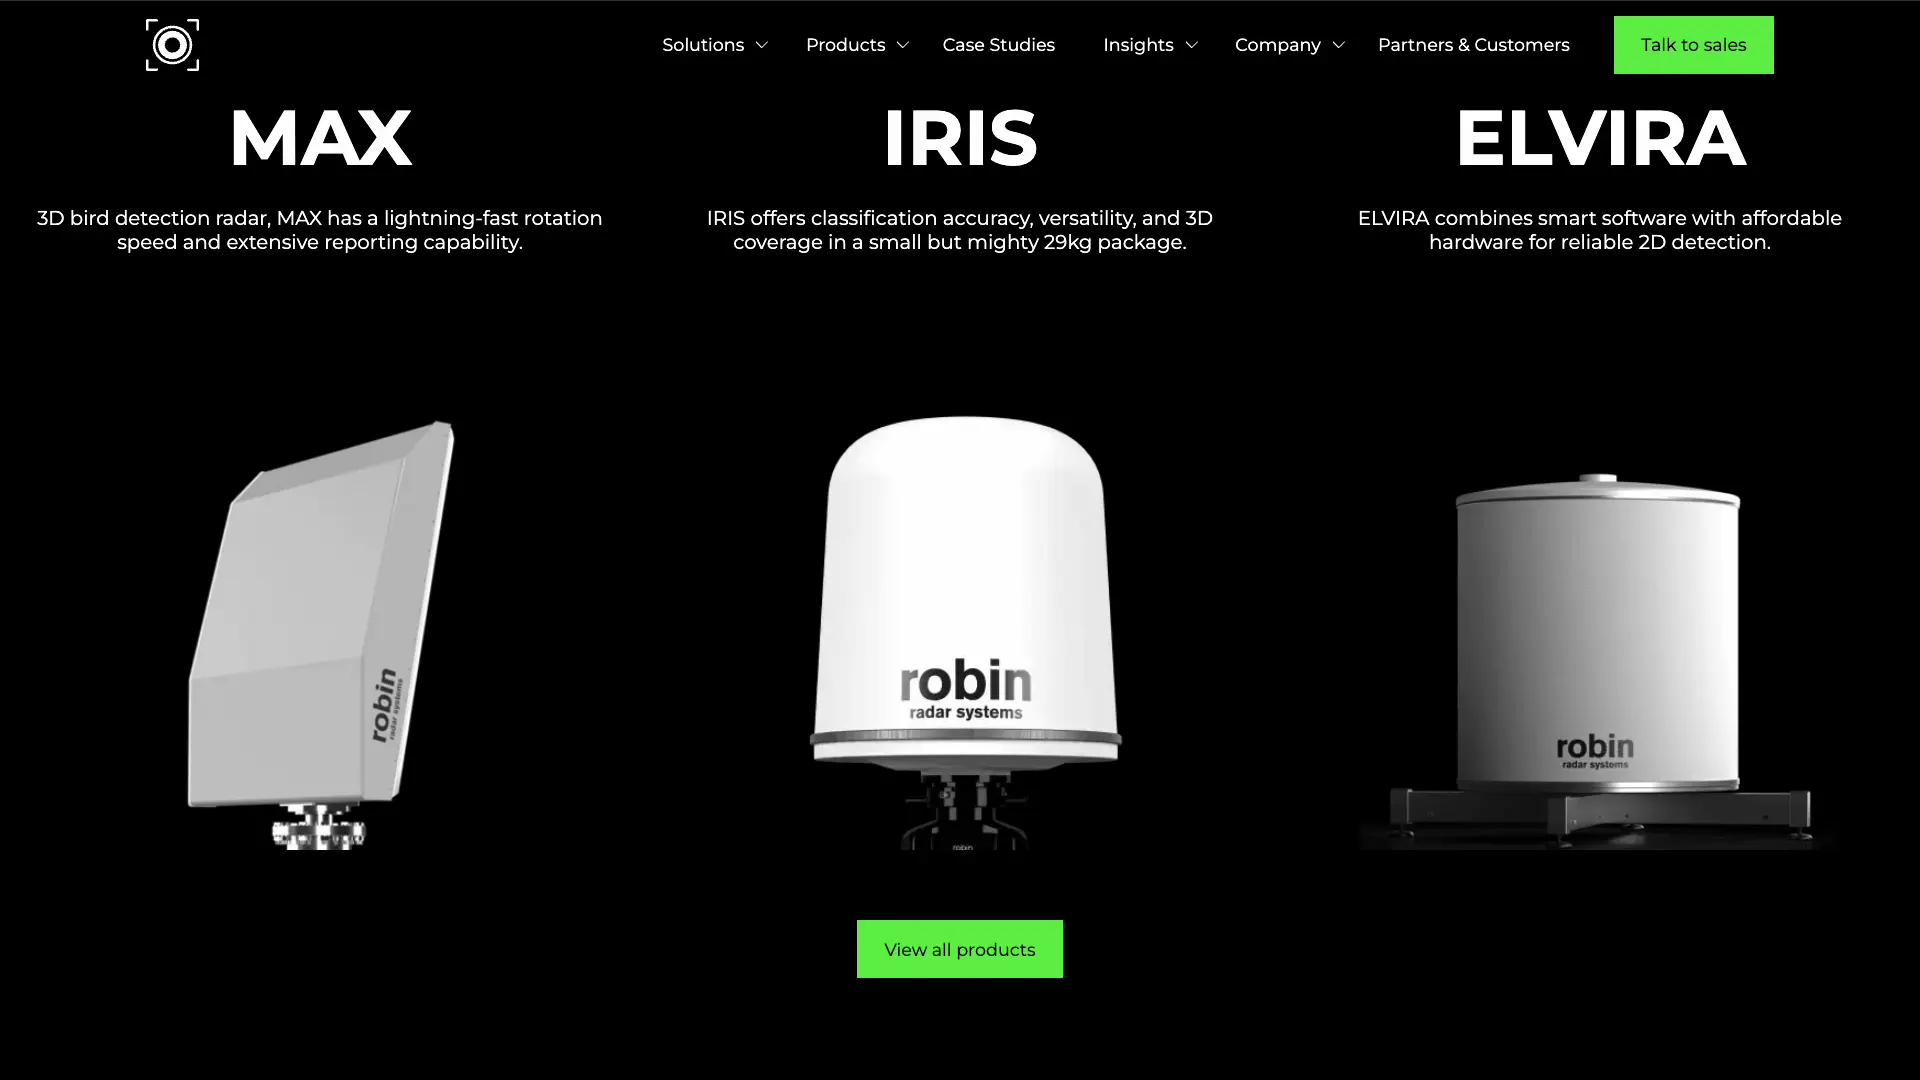 Solutions
Products
Case Studies
Insights
Company
Partners & Customers
Talk to sales
MAX
3D bird detection radar, MAX has a lightning-fast rotation
speed and extensive reporting capability.
IRIS
IRIS offers classification accuracy, versatility, and 3D
coverage in a small but mighty 29kg package.
ELVIRA
ELVIRA combines smart software with affordable
hardware for reliable 2D detection.
robin
radar systems
robin
radar systems
robin
robin
radar systems
View all products